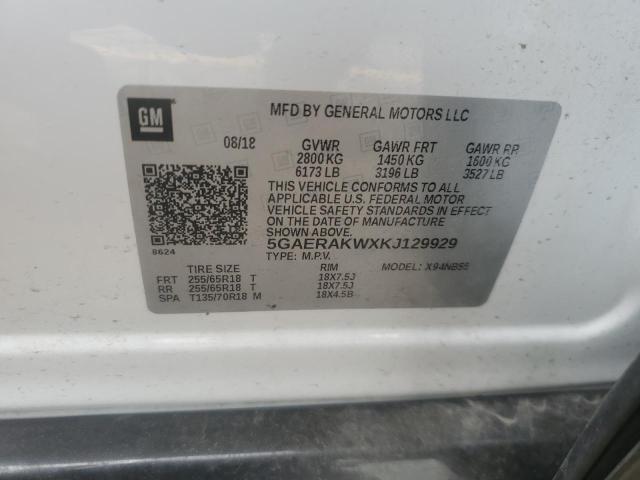 GM
MFD BY GENERAL MOTORS LLC
08/18 GVWR GAWR FRT GAWR RR
2800 KG 1450 KG 1600 KG
6173 LB 3196 LB 3527 LB
THIS VEHICLE CONFORMS TO ALL
APPLICABLE U.S. FEDERAL MOTOR
VEHICLE SAFETY STANDARDS IN EFFECT
ON THE DATE OF MANUFACTURE
SHOWN ABOVE.
5GAERAKWXKJ129929
8624
TYPE: M.P.V. MODEL: X94NB56
TIRE SIZE RIM
FRT 255/65R18 T 18X7.5J
RR 255/65R18 T 18X7.5J
SPA T135/70R18 M 18X4.5B